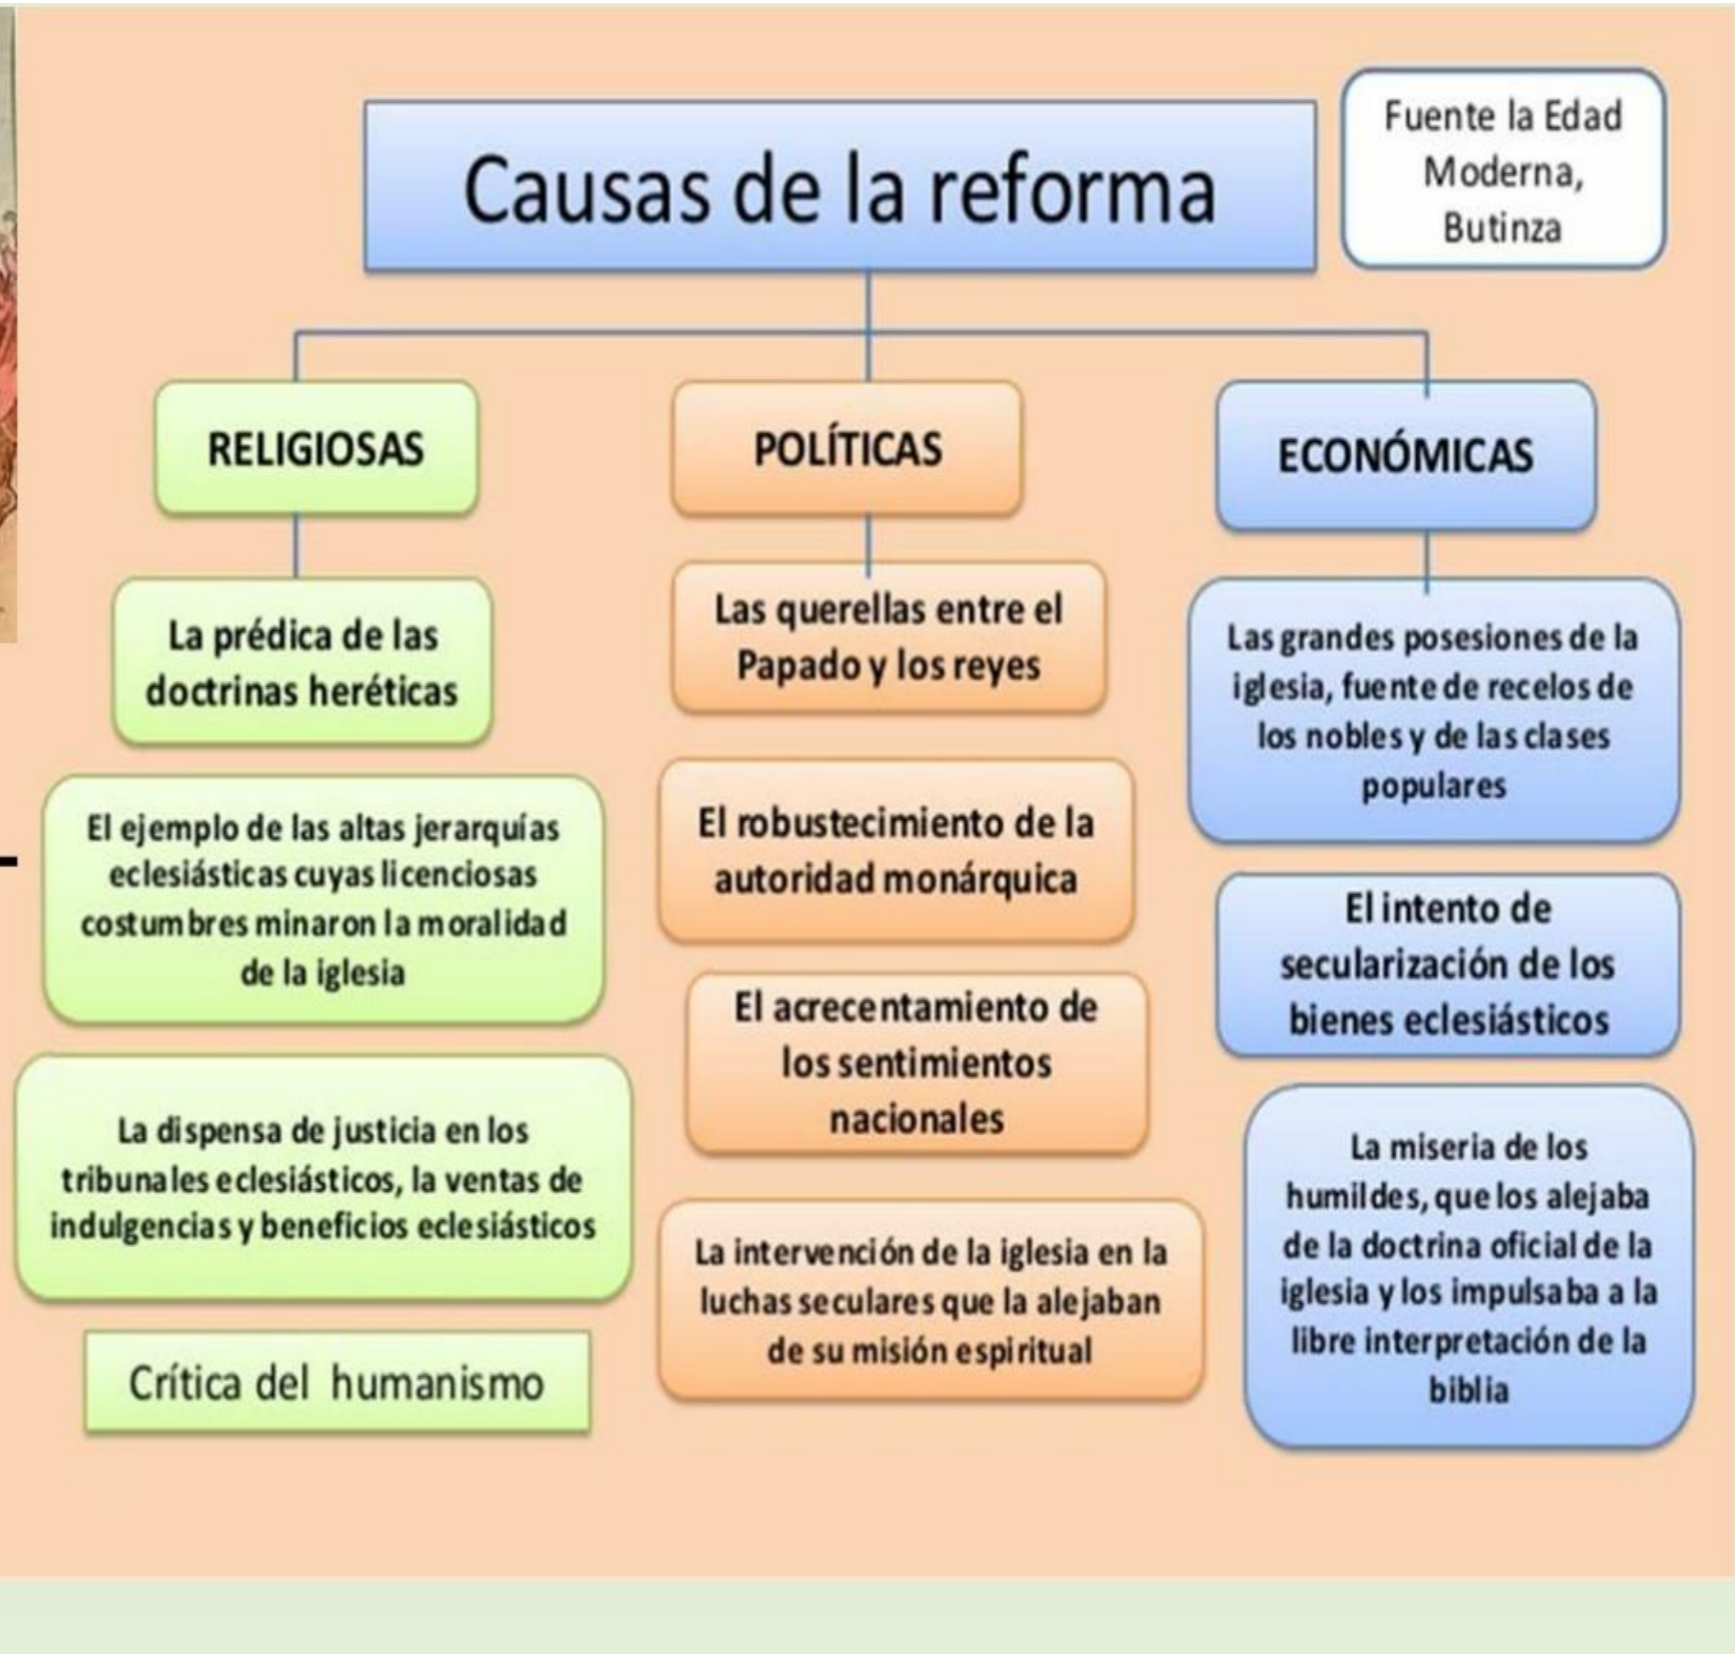 Causas de la reforma
Fuente la Edad
Moderna,
Butinza
RELIGIOSAS
La prédica de las
doctrinas heréticas
El ejemplo de las altas jerarquías
eclesiásticas cuyas licenciosas
costumbres minaron la moralidad
de la iglesia
La dispensa de justicia en los
tribunales eclesiásticos, la ventas de
indulgencias y beneficios eclesiásticos
Crítica del humanismo
POLÍTICAS
Las querellas entre el
Papado y los reyes
El robustecimiento de la
autoridad monárquica
El acrecentamiento de
los sentimientos
nacionales
La intervención de la iglesia en la
luchas seculares que la alejaban
de su misión espiritual
ECONÓMICAS
Las grandes posesiones de la
iglesia, fuente de recelos de
los nobles y de las clases
populares
El intento de
secularización de los
bienes eclesiásticos
La miseria de los
humildes, que los alejaba
de la doctrina oficial de la
iglesia y los impulsaba a la
libre interpretación de la
biblia